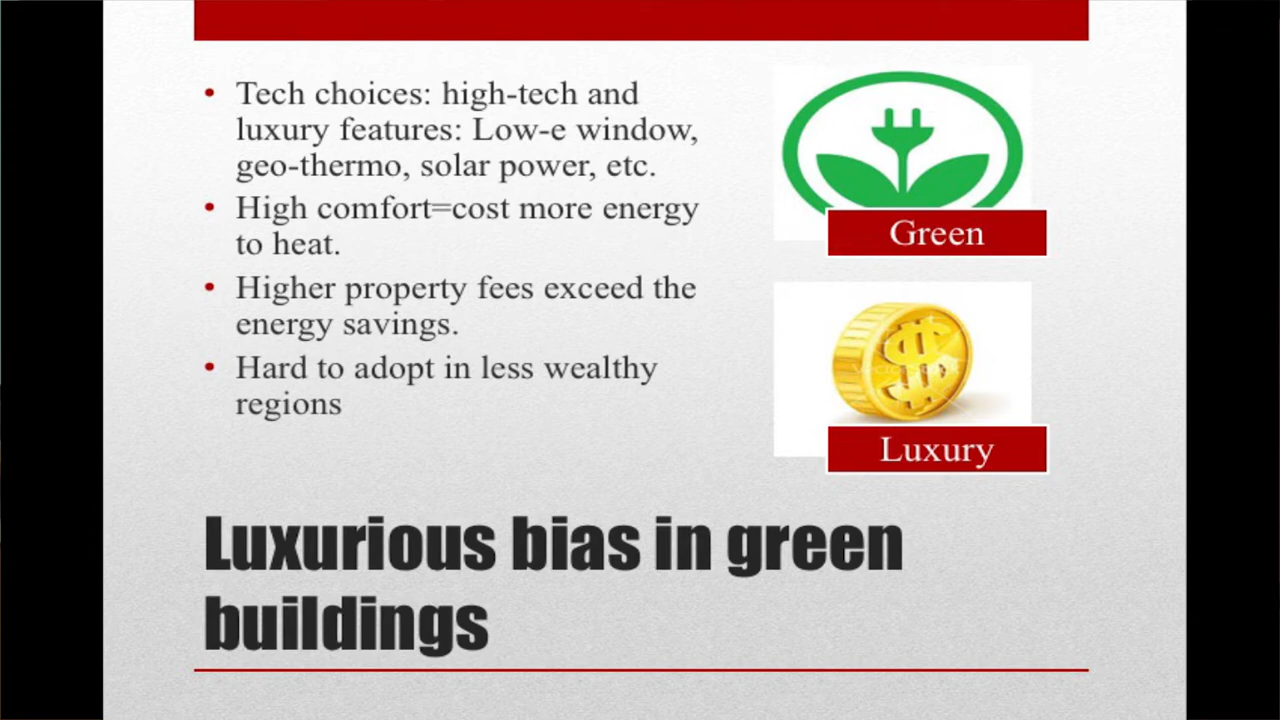 • Tech choices: high-tech and
luxury features: Low-e window,
geo-thermo, solar power, etc.
• High comfort=cost more energy
to heat.
• Higher property fees exceed the
energy savings.
• Hard to adopt in less wealthy
regions
Green
Luxury
Luxurious bias in green
buildings